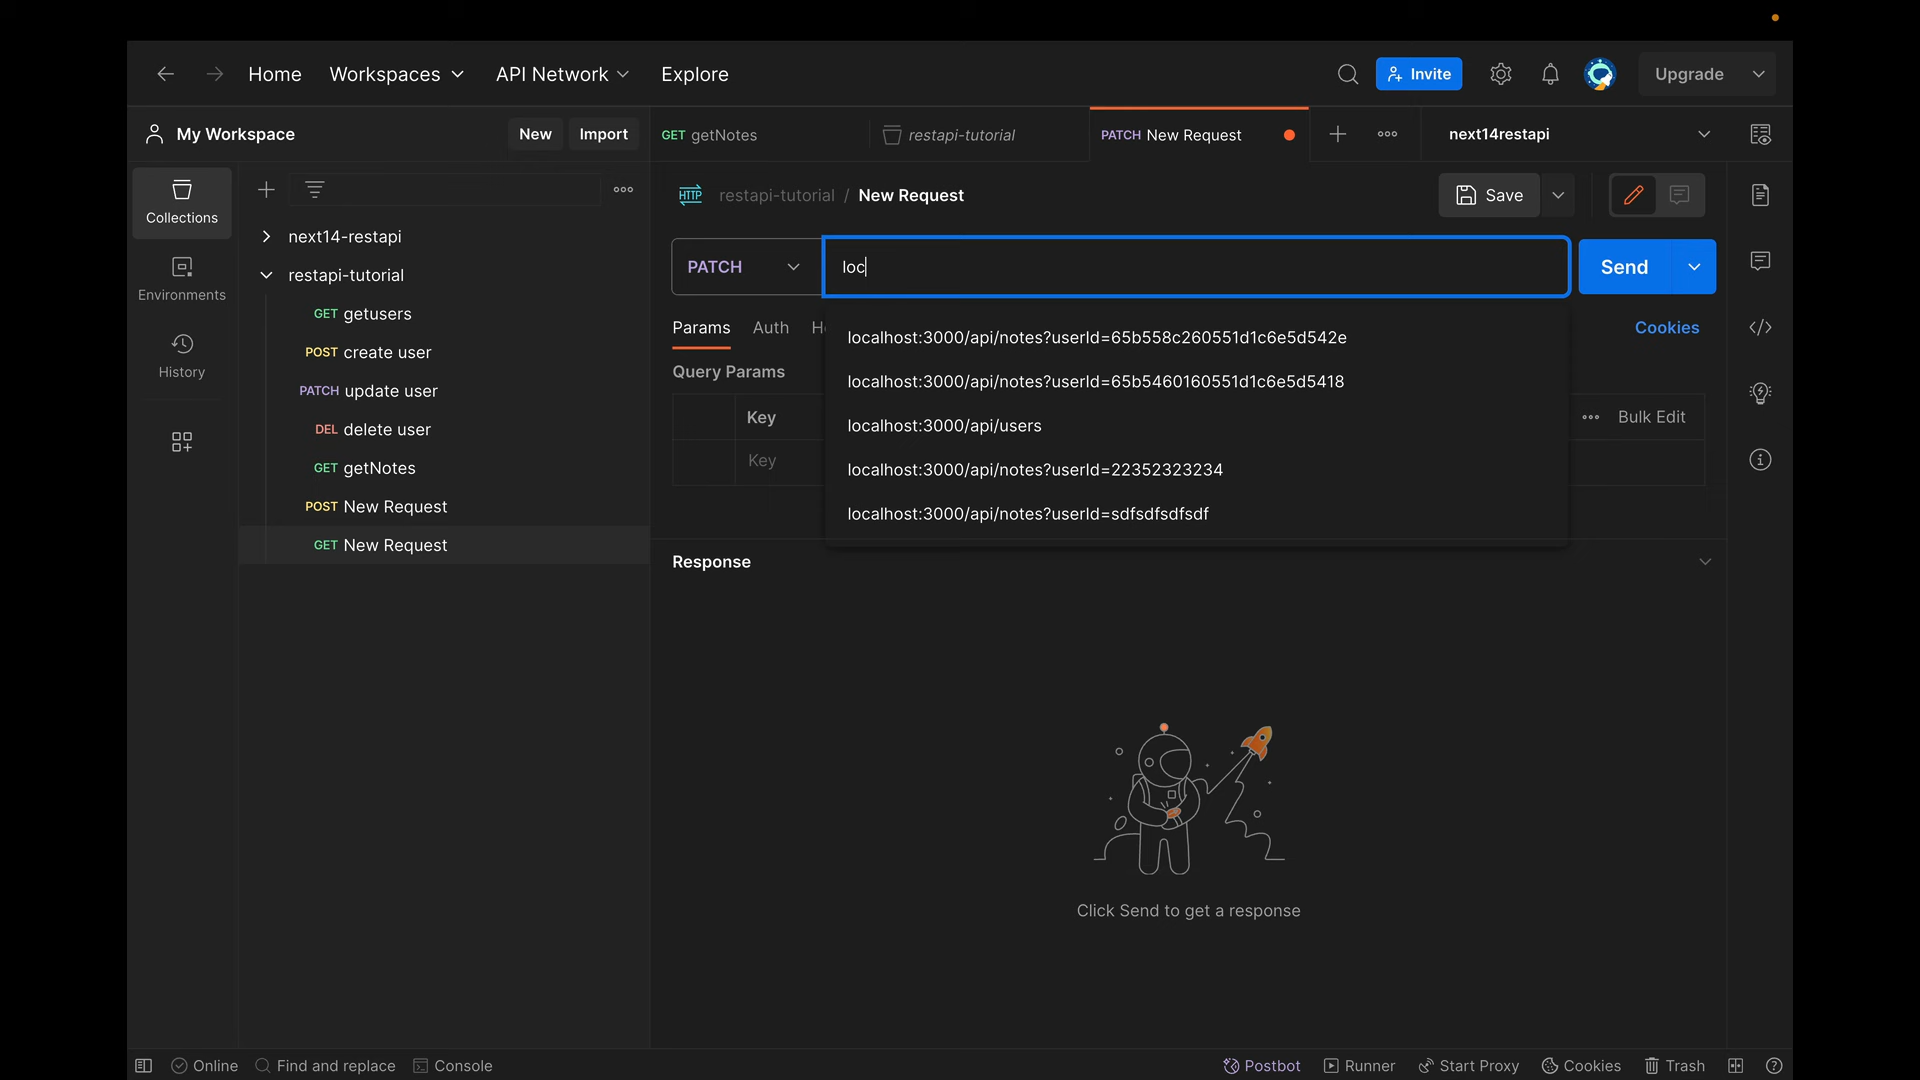 Home Workspaces API Network Explore Invite Upgrade
My Workspace New Import
GET getNotes restapi-tutorial PATCH New Request next14restapi
Collections
Environments
History
next14-restapi
restapi-tutorial
GET getusers
POST create user
PATCH update user
DEL delete user
GET getNotes
POST New Request
GET New Request
HTTP restapi-tutorial / New Request Save
PATCH loc Send
Params Auth H Cookies
Query Params
Key Bulk Edit
Key
localhost:3000/api/notes?userId=65b558c260551d1c6e5d542e
localhost:3000/api/notes?userId=65b5460160551d1c6e5d5418
localhost:3000/api/users
localhost:3000/api/notes?userId=22352323234
localhost:3000/api/notes?userId=sdfsdfsdfsdf
Response
Click Send to get a response
Online Find and replace Console Postbot Runner Start Proxy Cookies Trash